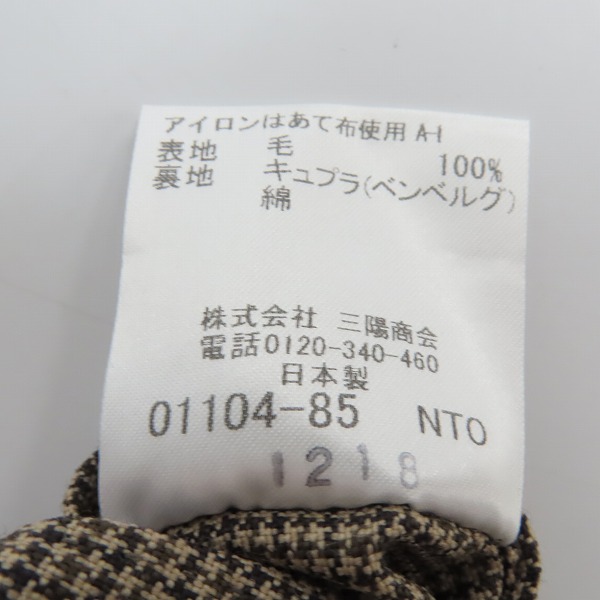 アイロンはあて布使用 A-1
表地 毛 100%
裏地 キュプラ(ベンベルグ)
綿
株式会社 三陽商会
電話0120-340-460
日本製
01104-85 NTO
1218